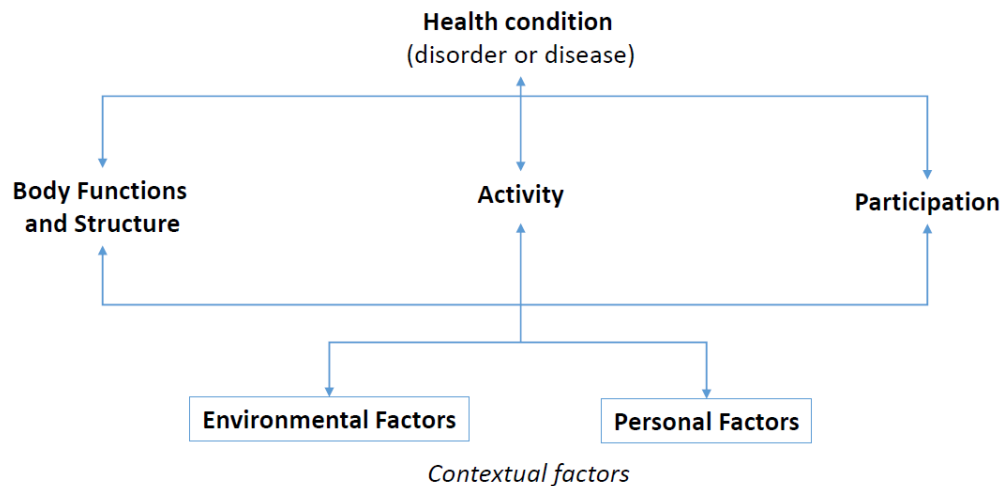 Health condition
(disorder or disease)
Body Functions
and Structure
Activity
Participation
Environmental Factors
Personal Factors
Contextual factors